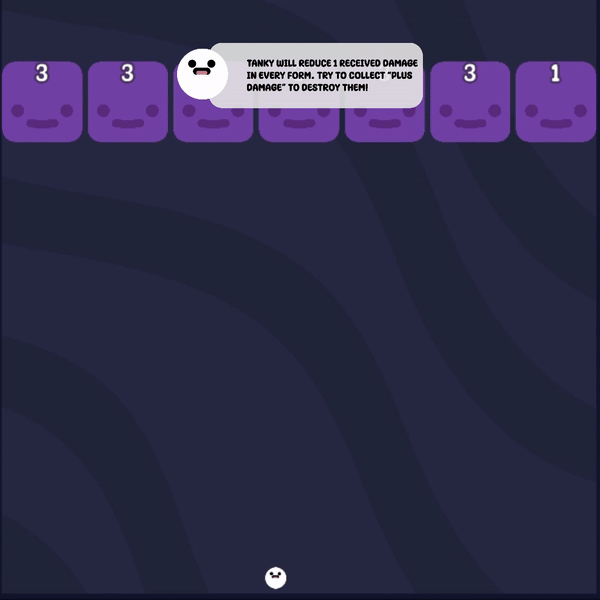 TANKY WILL REDUCE 1 RECEIVED DAMAGE
IN EVERY FORM. TRY TO COLLECT "PLUS
DAMAGE" TO DESTROY THEM!
3 3 3 1